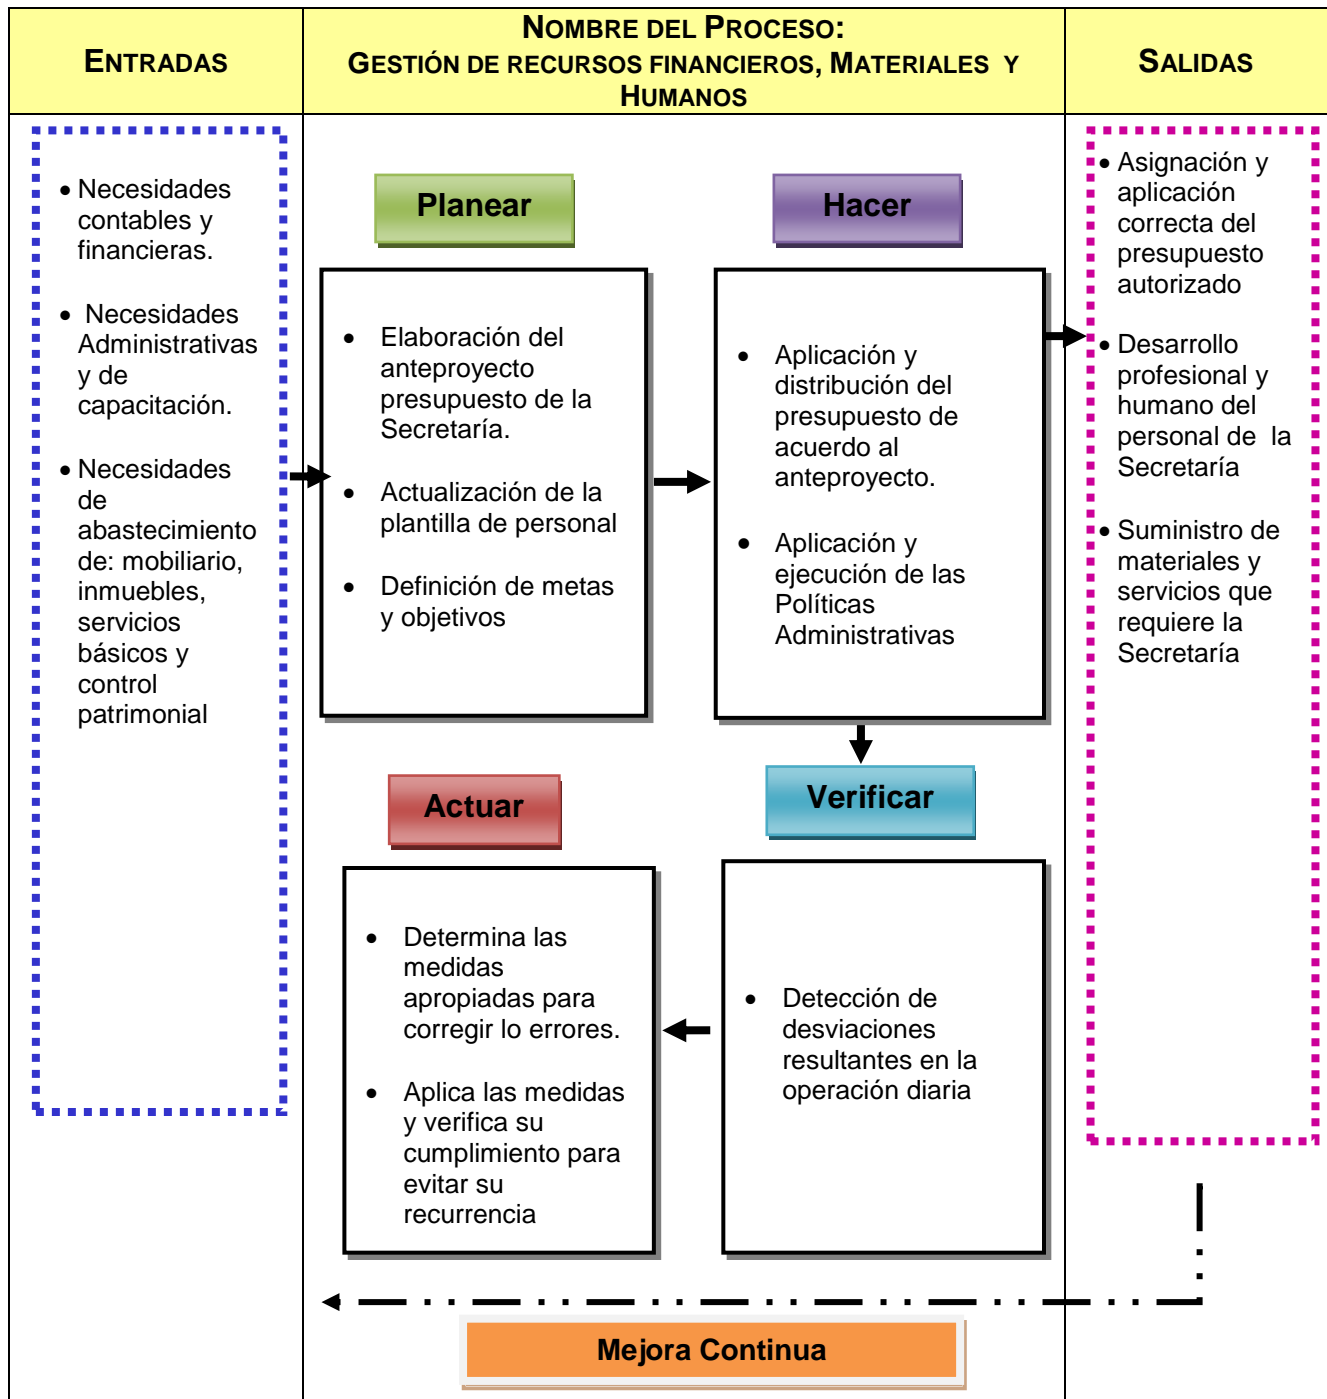 ENTRADAS
NOMBRE DEL PROCESO:
GESTIÓN DE RECURSOS FINANCIEROS, MATERIALES Y
HUMANOS
SALIDAS
• Necesidades
contables y
financieras.
• Necesidades
Administrativas
y de
capacitación.
• Necesidades
de
abastecimiento
de: mobiliario,
inmuebles,
servicios
básicos y
control
patrimonial
Planear
• Elaboración del
anteproyecto
presupuesto de la
Secretaría.
• Actualización de la
plantilla de personal
• Definición de metas
y objetivos
Hacer
• Aplicación y
distribución del
presupuesto de
acuerdo al
anteproyecto.
• Aplicación y
ejecución de las
Políticas
Administrativas
Verificar
• Detección de
desviaciones
resultantes en la
operación diaria
Actuar
• Determina las
medidas
apropiadas para
corregir lo errores.
• Aplica las medidas
y verifica su
cumplimiento para
evitar su
recurrencia
• Asignación y
aplicación
correcta del
presupuesto
autorizado
• Desarrollo
profesional y
humano del
personal de la
Secretaría
• Suministro de
materiales y
servicios que
requiere la
Secretaría
Mejora Continua